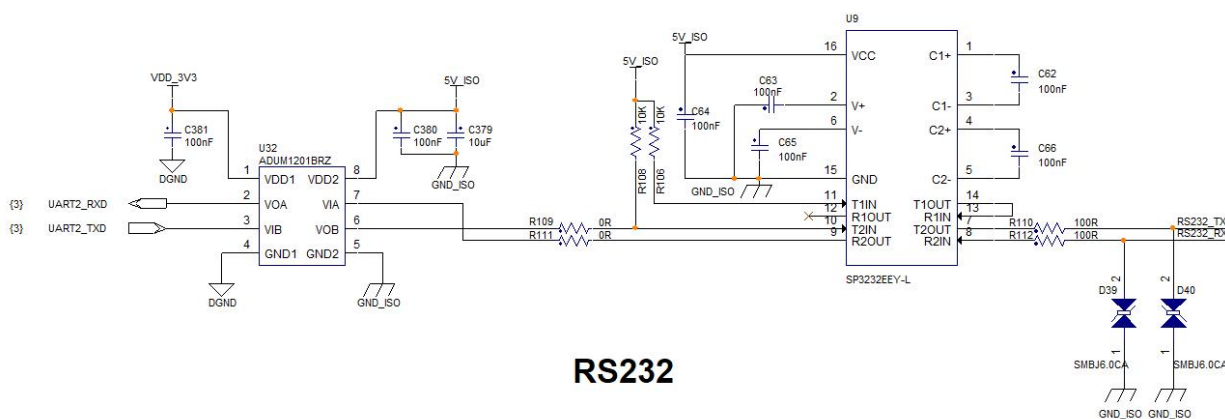 U9
5V_ISO
5V_ISO
16 VCC C1+ 1
VDD_3V3
5V_ISO
C63
100nF
2 V+ C1- 3
C62
100nF
C64
100nF
10K
10K
6 V- C2+ 4
C381
100nF
C380
100nF
C379
10uF
C65
100nF
C66
100nF
U32
ADUM1201BRZ
DGND
GND_ISO
R108
R106
GND_ISO
15 GND C2- 5
1 VDD1 VDD2 8
11 T1IN T1OUT 14
{3} UART2_RXD 2 VOA VIA 7
12 R1OUT R1IN 13
{3} UART2_TXD 3 VIB VOB 6
R109 0R
10 T2IN T2OUT 7
R110 100R
RS232_TX
R111 0R
9 R2OUT R2IN 8
R112 100R
RS232_RX
4 GND1 GND2 5
SP3232EEY-L
DGND
GND_ISO
2
2
D39
D40
RS232
1
1
SMBJ6.0CA
SMBJ6.0CA
GND_ISO
GND_ISO